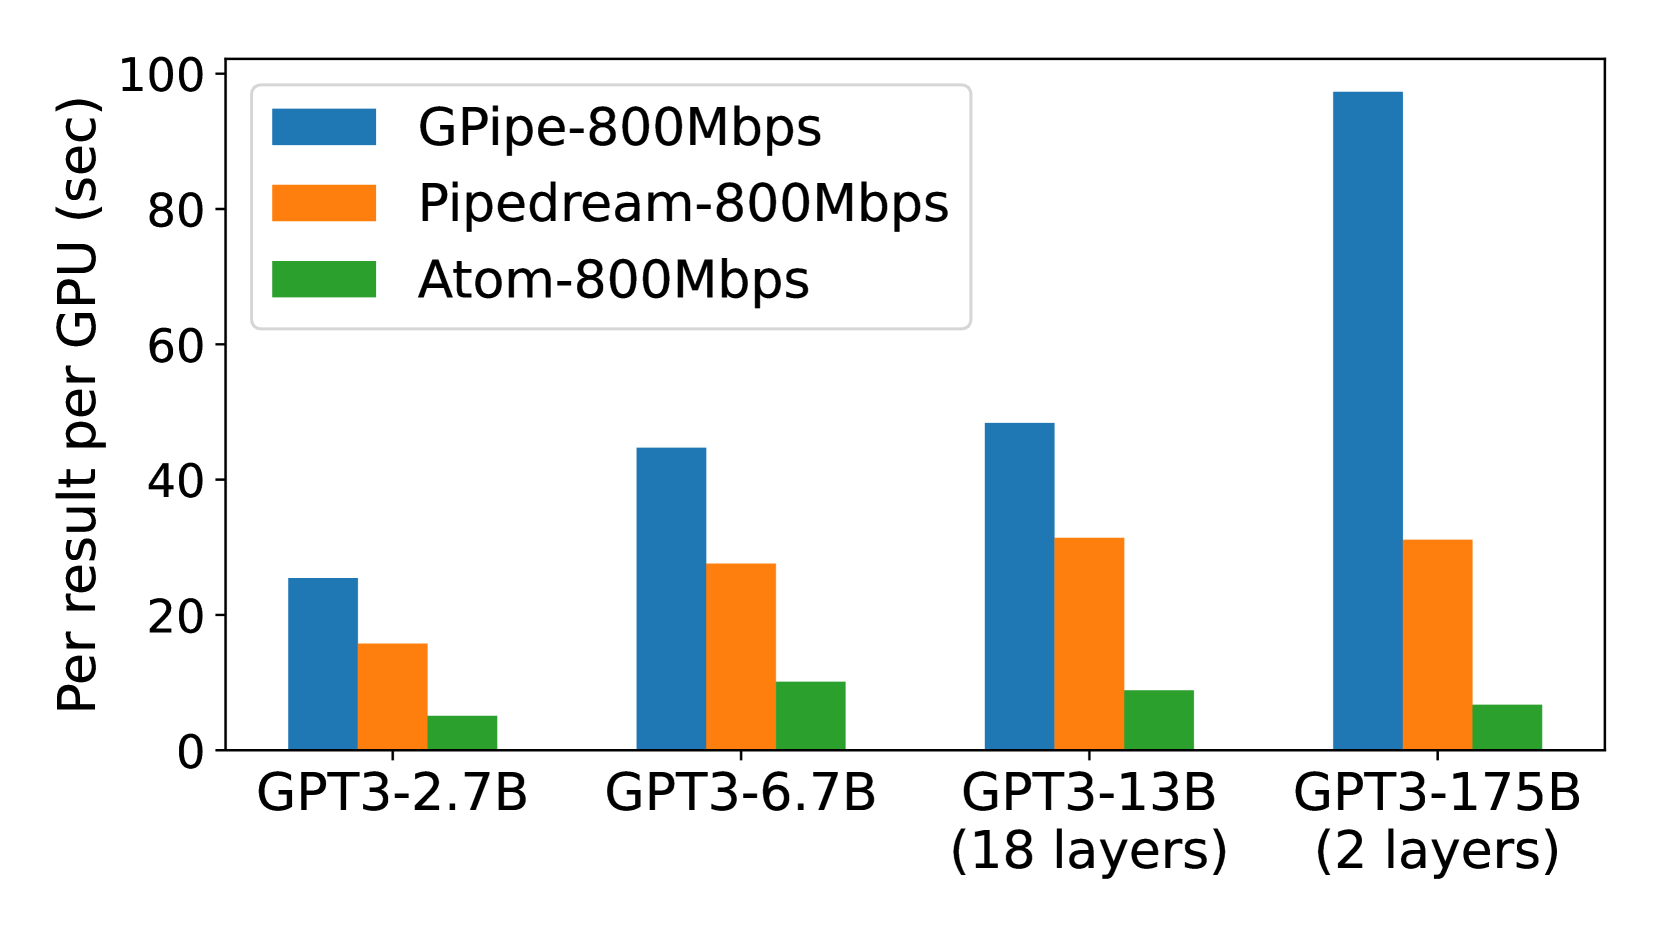 Per result per GPU (sec)
100
80
60
40
20
0
GPipe-800Mbps
Pipedream-800Mbps
Atom-800Mbps
GPT3-2.7B
GPT3-6.7B
GPT3-13B
(18 layers)
GPT3-175B
(2 layers)